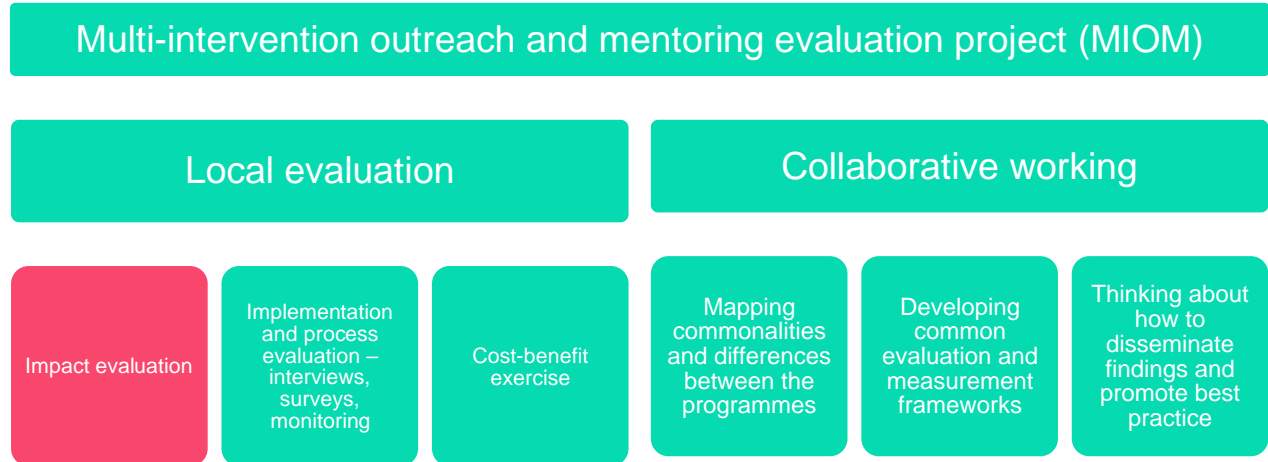 Multi-intervention outreach and mentoring evaluation project (MIOM)
Local evaluation
Collaborative working
Impact evaluation
Implementation
and process
evaluation –
interviews,
surveys,
monitoring
Cost-benefit
exercise
Mapping
commonalities
and differences
between the
programmes
Developing
common
evaluation and
measurement
frameworks
Thinking about
how to
disseminate
findings and
promote best
practice